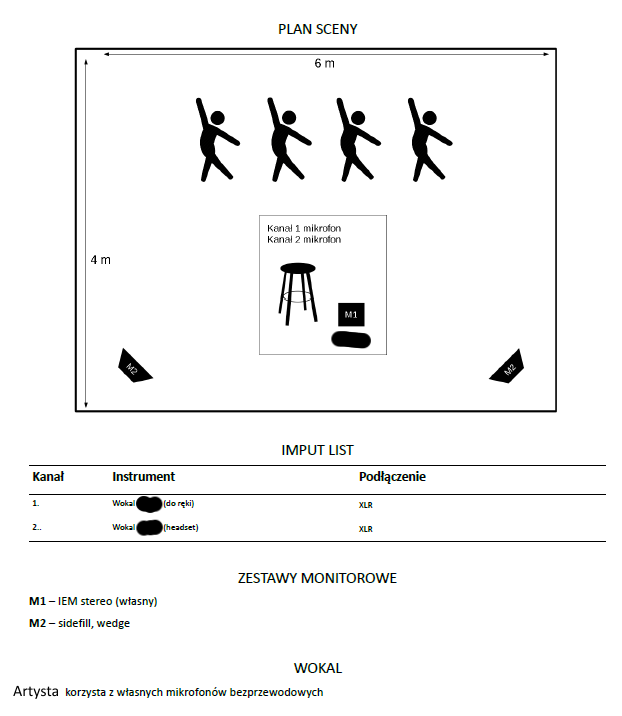 PLAN SCENY
6 m
Kanał 1 mikrofon
Kanał 2 mikrofon
4 m
M1
M2
M2
IMPUT LIST
Kanał Instrument Podłączenie
1. Wokal (do ręki) XLR
2.. Wokal (headset) XLR
ZESTAWY MONITOROWE
M1 – IEM stereo (własny)
M2 – sidefill, wedge
WOKAL
Artysta korzysta z własnych mikrofonów bezprzewodowych